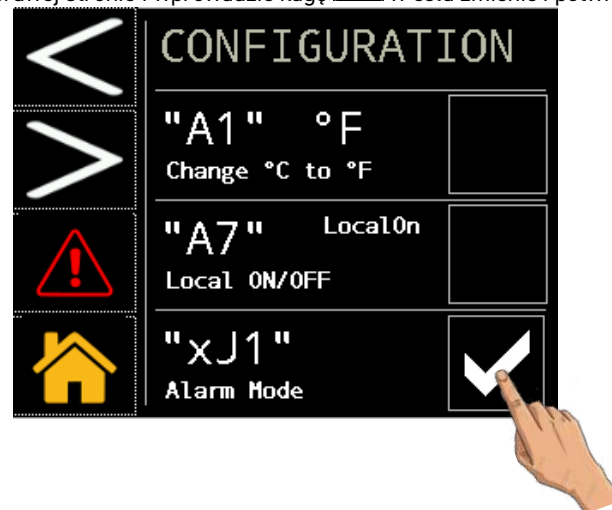 CONFIGURATION
"A1" °F
Change °C to °F
"A7" LocalOn
Local ON/OFF
"xJ1"
Alarm Mode